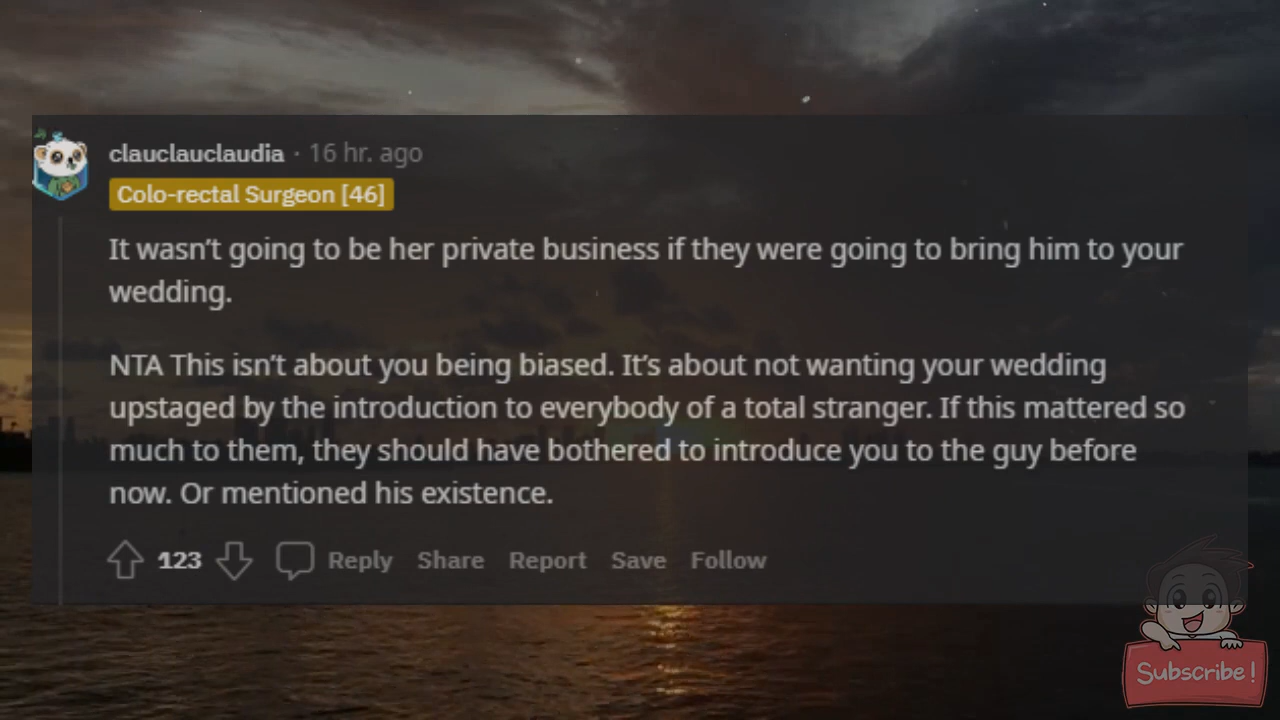 clauclauclaudia · 16 hr. ago
Colo-rectal Surgeon [46]
It wasn’t going to be her private business if they were going to bring him to your
wedding.
NTA This isn’t about you being biased. It’s about not wanting your wedding
upstaged by the introduction to everybody of a total stranger. If this mattered so
much to them, they should have bothered to introduce you to the guy before
now. Or mentioned his existence.
123 Reply Share Report Save Follow
Subscribe!